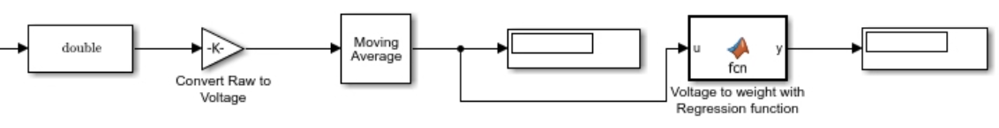 double
-K-
Convert Raw to
Voltage
Moving
Average
u
fcn
y
Voltage to weight with
Regression function